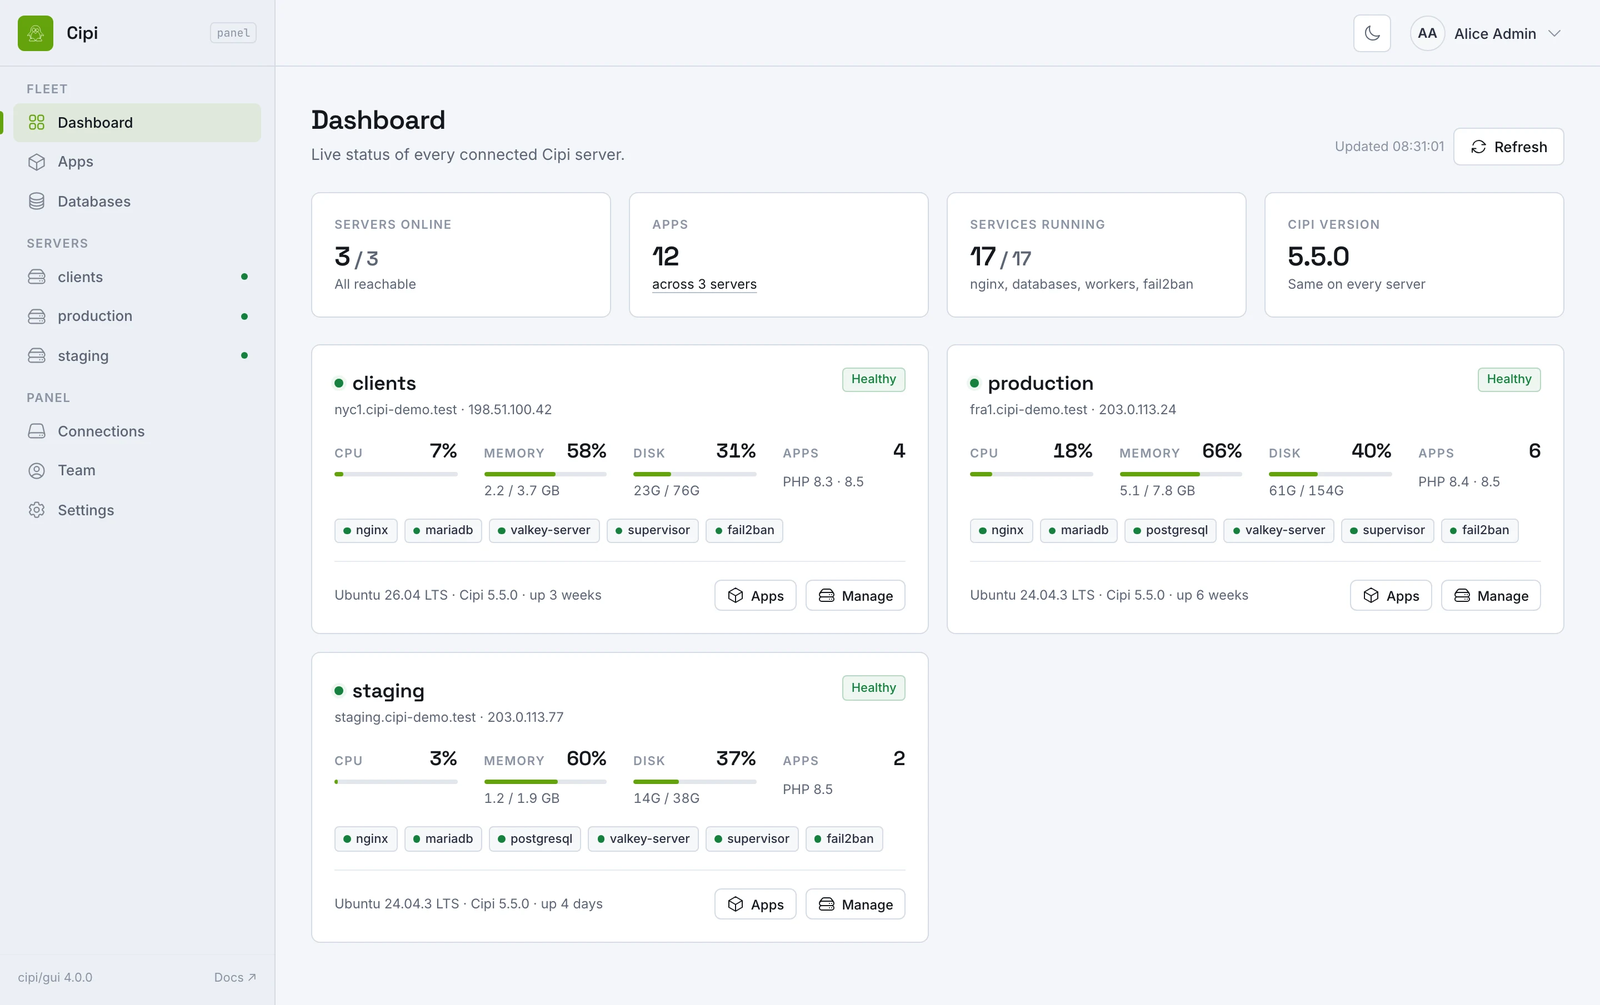 Cipi
panel
AA
Alice Admin
FLEET
Dashboard
Apps
Databases
SERVERS
clients
production
staging
PANEL
Connections
Team
Settings
cipi/gui 4.0.0
Docs ↗
Dashboard
Live status of every connected Cipi server.
Updated 08:31:01
Refresh
SERVERS ONLINE
3 / 3
All reachable
APPS
12
across 3 servers
SERVICES RUNNING
17 / 17
nginx, databases, workers, fail2ban
CIPI VERSION
5.5.0
Same on every server
clients
Healthy
nyc1.cipi-demo.test · 198.51.100.42
CPU 7%
MEMORY 58%
2.2 / 3.7 GB
DISK 31%
23G / 76G
APPS 4
PHP 8.3 · 8.5
nginx mariadb valkey-server supervisor fail2ban
Ubuntu 26.04 LTS · Cipi 5.5.0 · up 3 weeks
Apps
Manage
production
Healthy
fra1.cipi-demo.test · 203.0.113.24
CPU 18%
MEMORY 66%
5.1 / 7.8 GB
DISK 40%
61G / 154G
APPS 6
PHP 8.4 · 8.5
nginx mariadb postgresql valkey-server supervisor fail2ban
Ubuntu 24.04.3 LTS · Cipi 5.5.0 · up 6 weeks
Apps
Manage
staging
Healthy
staging.cipi-demo.test · 203.0.113.77
CPU 3%
MEMORY 60%
1.2 / 1.9 GB
DISK 37%
14G / 38G
APPS 2
PHP 8.5
nginx mariadb postgresql valkey-server supervisor fail2ban
Ubuntu 24.04.3 LTS · Cipi 5.5.0 · up 4 days
Apps
Manage